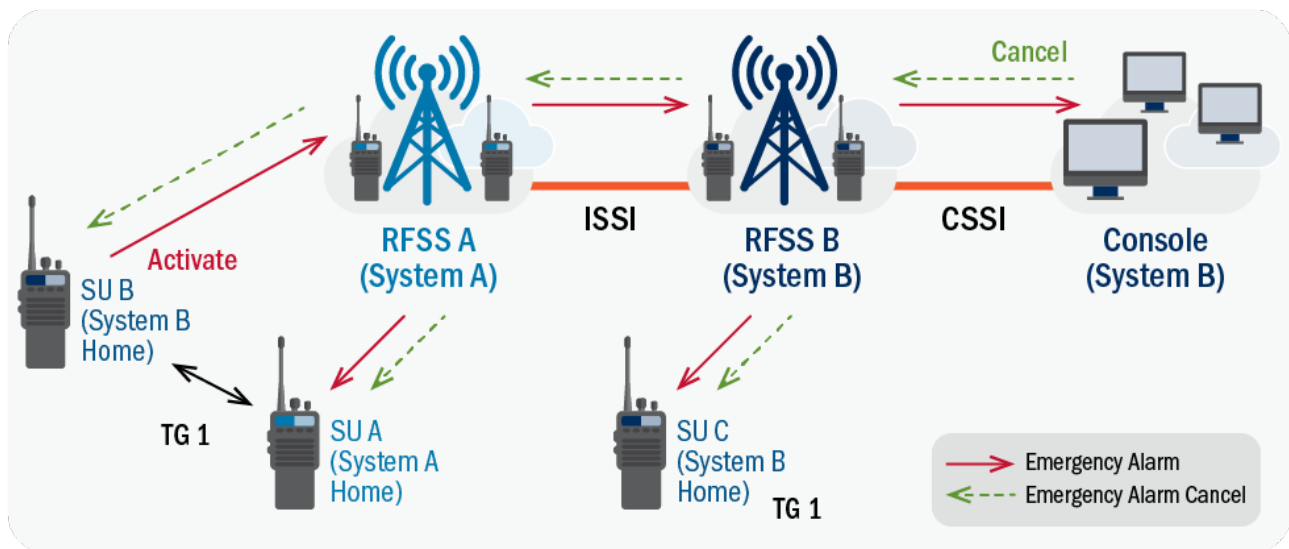 Cancel
ISSI
CSSI
RFSS A
(System A)
RFSS B
(System B)
Console
(System B)
Activate
SU B
(System B
Home)
TG 1
SU A
(System A
Home)
SU C
(System B
Home)
TG 1
Emergency Alarm
Emergency Alarm Cancel